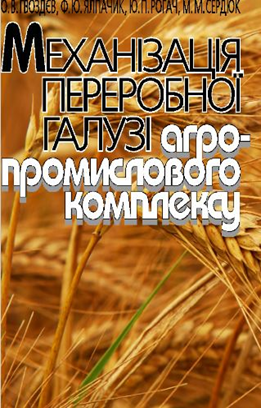 О. В. ГВОЗДЄВ, Ф. Ю. ЯЛПАЧИК, Ю. П. РОГАЧ, М. М. СЕРДЮК
МЕХАНІЗАЦІЯ
ПЕРЕРОБНОЇ
ГАЛУЗІ агро-
промислового
комплексу